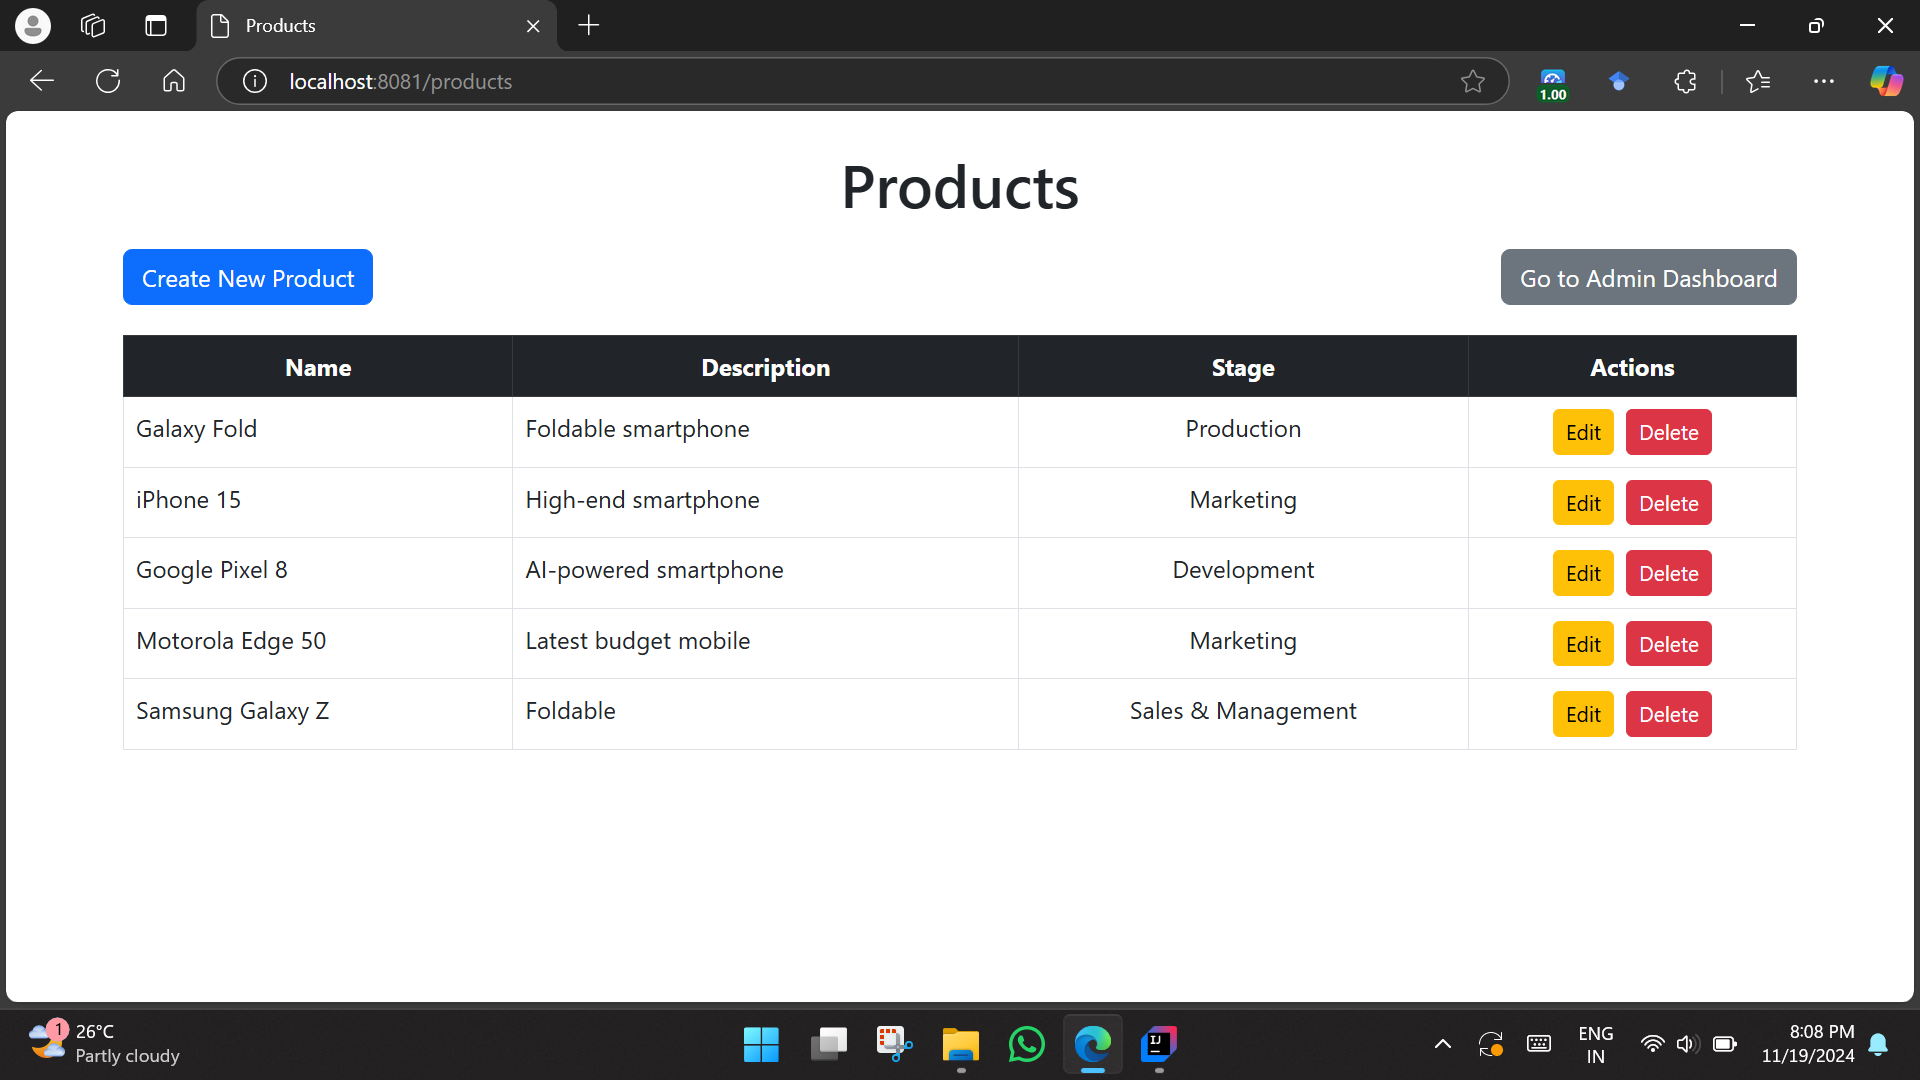 Products
localhost:8081/products
1.00
Products
Create New Product
Go to Admin Dashboard
Name Description Stage Actions
Galaxy Fold Foldable smartphone Production Edit Delete
iPhone 15 High-end smartphone Marketing Edit Delete
Google Pixel 8 AI-powered smartphone Development Edit Delete
Motorola Edge 50 Latest budget mobile Marketing Edit Delete
Samsung Galaxy Z Foldable Sales & Management Edit Delete
1
26°C
Partly cloudy
IJ
ENG
IN
8:08 PM
11/19/2024